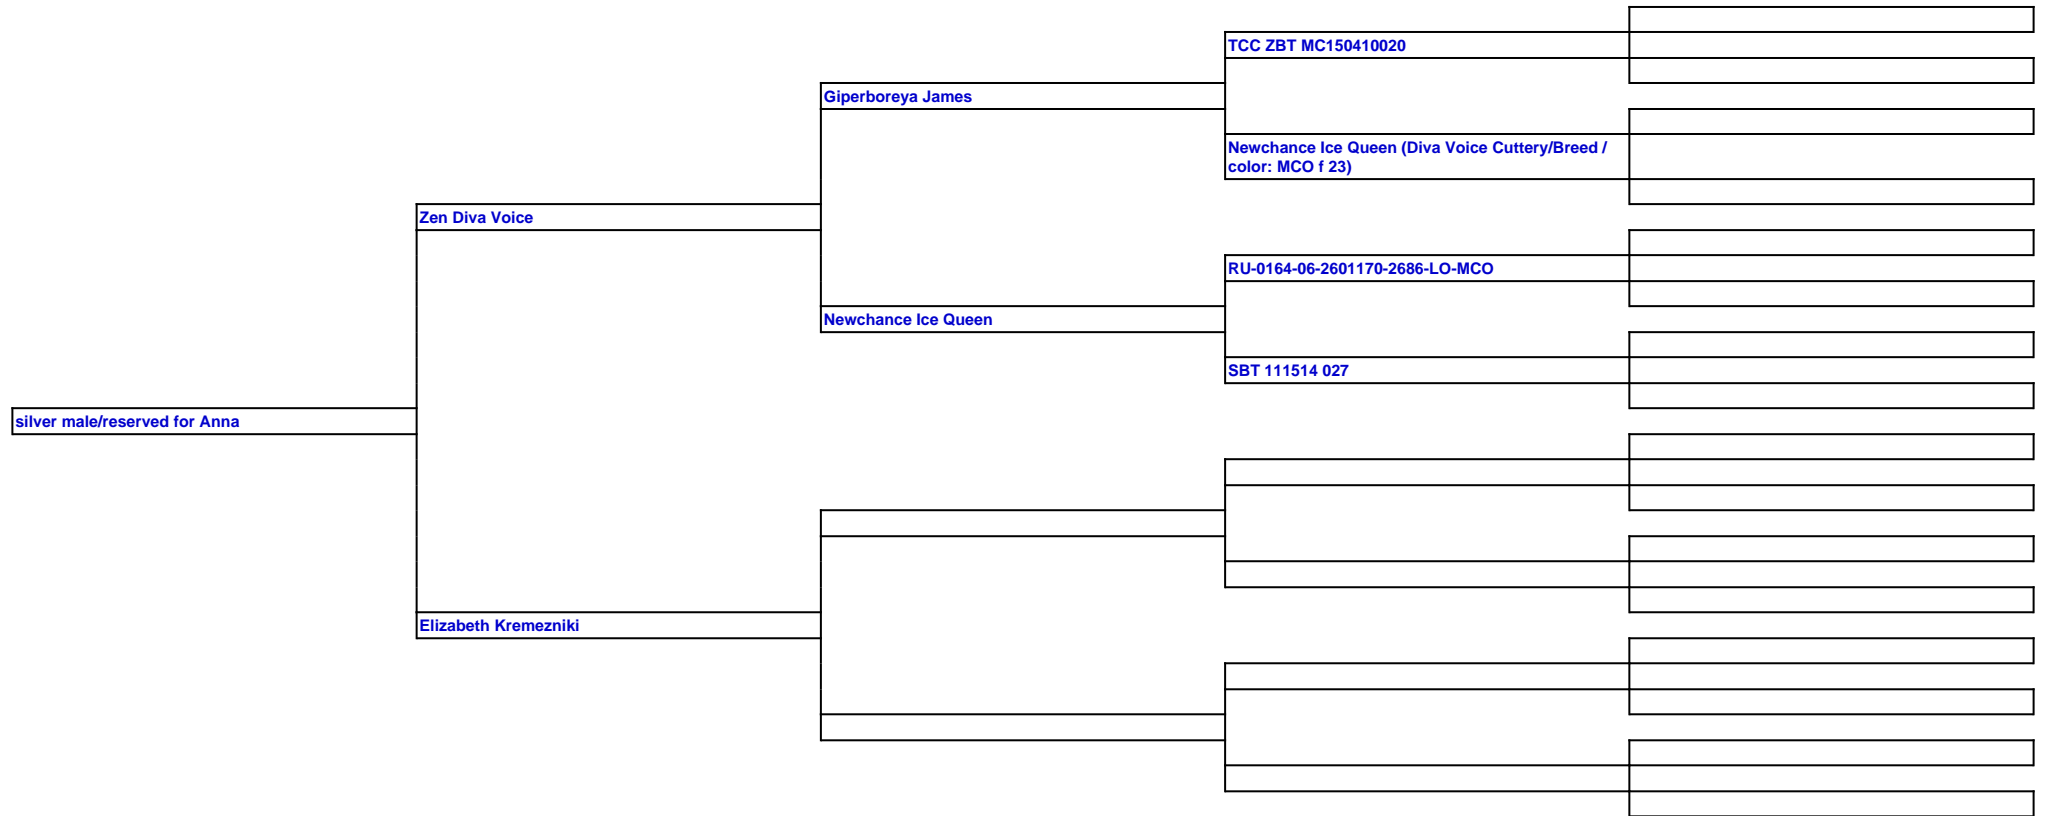 TCC ZBT MC150410020
Giperboreya James
Newchance Ice Queen (Diva Voice Cuttery/Breed /
color: MCO f 23)
Zen Diva Voice
RU-0164-06-2601170-2686-LO-MCO
Newchance Ice Queen
SBT 111514 027
silver male/reserved for Anna
Elizabeth Kremezniki